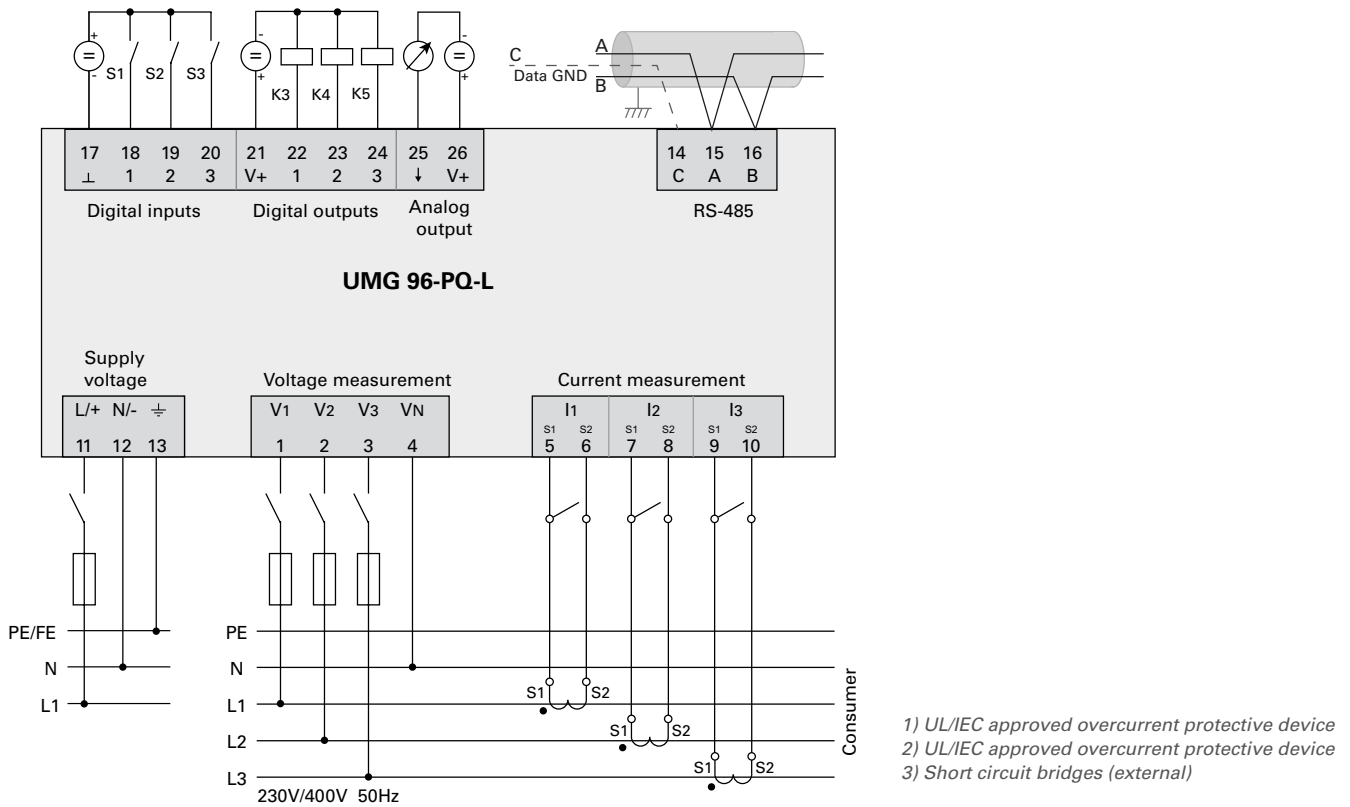 + - + - + -
S1 S2 S3
K3 K4 K5
A
C
Data GND
B
17 18 19 20 21 22 23 24 25 26
⊥ 1 2 3 V+ 1 2 3 ↓ V+
14 15 16
C A B
Digital inputs
Digital outputs
Analog
output
RS-485
UMG 96-PQ-L
Supply
voltage
Voltage measurement
Current measurement
L/+ N/-
V1 V2 V3 VN
I1 I2 I3
S1 S2 S1 S2 S1 S2
11 12 13
1 2 3 4
5 6 7 8 9 10
PE/FE
N
L1
PE
N
L1
L2
L3
S1 S2
S1 S2
S1 S2
230V/400V 50Hz
Consumer
1) UL/IEC approved overcurrent protective device
2) UL/IEC approved overcurrent protective device
3) Short circuit bridges (external)